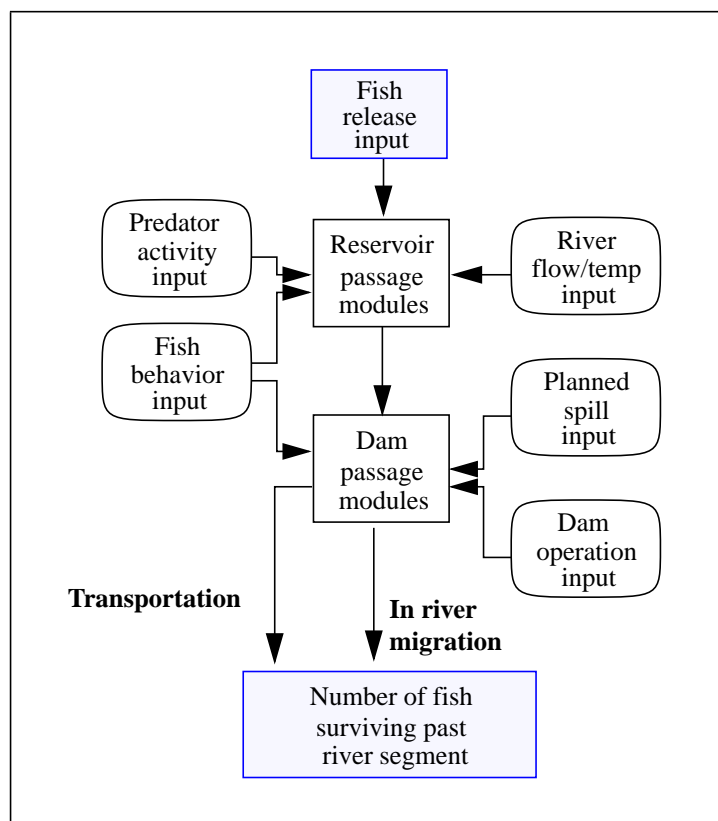 Fish
release
input
Predator
activity
input
Reservoir
passage
modules
River
flow/temp
input
Fish
behavior
input
Planned
spill
input
Dam
passage
modules
Dam
operation
input
Transportation
In river
migration
Number of fish
surviving past
river segment